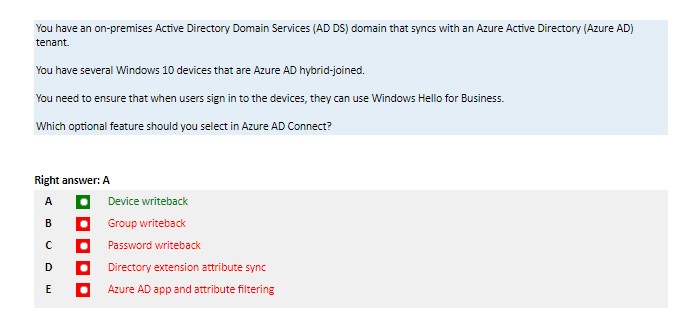 You have an on-premises Active Directory Domain Services (AD DS) domain that syncs with an Azure Active Directory (Azure AD)
tenant.
You have several Windows 10 devices that are Azure AD hybrid-joined.
You need to ensure that when users sign in to the devices, they can use Windows Hello for Business.
Which optional feature should you select in Azure AD Connect?
Right answer: A
A Device writeback
B Group writeback
C Password writeback
D Directory extension attribute sync
E Azure AD app and attribute filtering